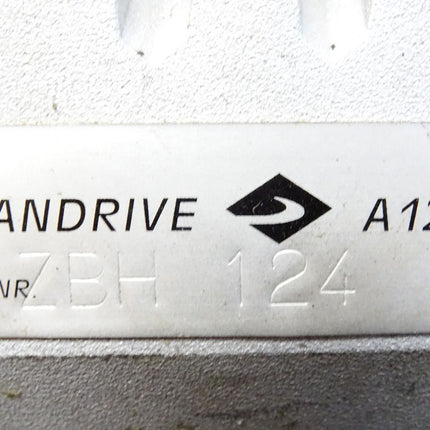 ANDRIVE A12
NR. ZBH 124